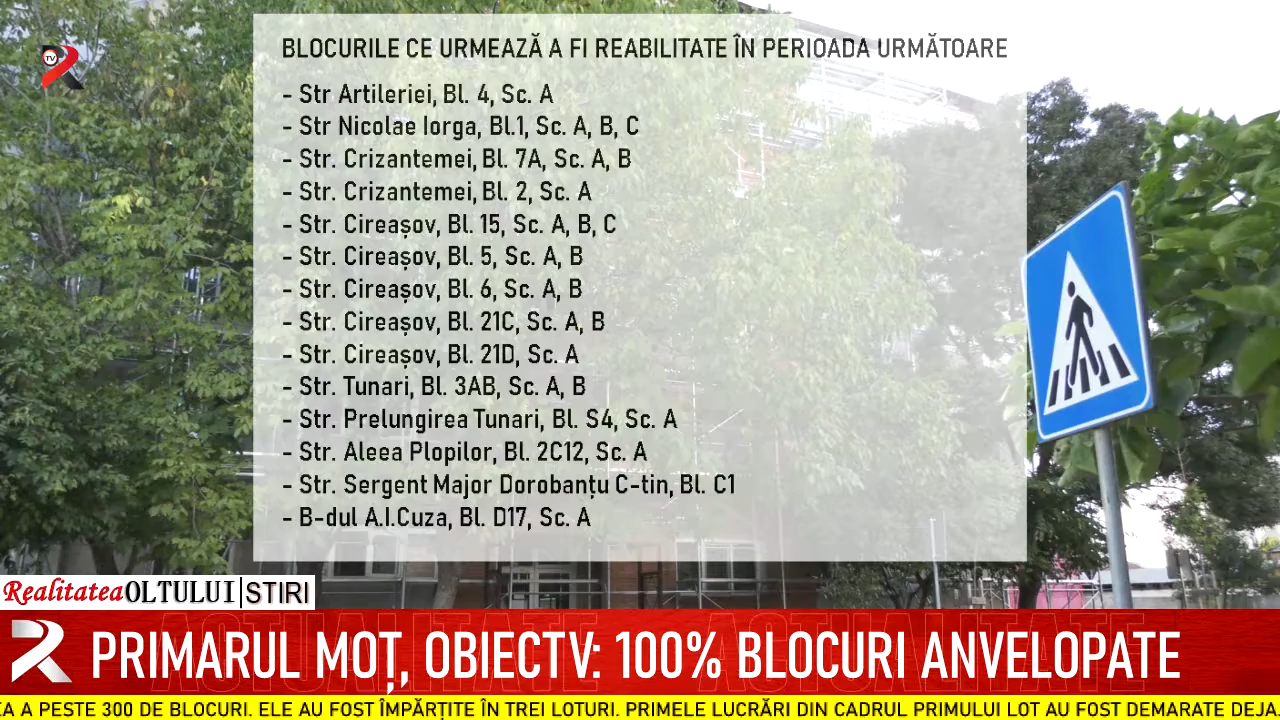 TV
BLOCURILE CE URMEAZĂ A FI REABILITATE ÎN PERIOADA URMĂTOARE
- Str Artileriei, Bl. 4, Sc. A
- Str Nicolae Iorga, Bl.1, Sc. A, B, C
- Str. Crizantemei, Bl. 7A, Sc. A, B
- Str. Crizantemei, Bl. 2, Sc. A
- Str. Cireașov, Bl. 15, Sc. A, B, C
- Str. Cireașov, Bl. 5, Sc. A, B
- Str. Cireașov, Bl. 6, Sc. A, B
- Str. Cireașov, Bl. 21C, Sc. A, B
- Str. Cireașov, Bl. 21D, Sc. A
- Str. Tunari, Bl. 3AB, Sc. A, B
- Str. Prelungirea Tunari, Bl. S4, Sc. A
- Str. Aleea Plopilor, Bl. 2C12, Sc. A
- Str. Sergent Major Dorobanțu C-tin, Bl. C1
- B-dul A.I.Cuza, Bl. D17, Sc. A
RealitateaOLTULUI|STIRI
ACTUALITATE ACTUALITATE
PRIMARUL MOȚ, OBIECTV: 100% BLOCURI ANVELOPATE
EA A PESTE 300 DE BLOCURI. ELE AU FOST ÎMPĂRȚITE ÎN TREI LOTURI. PRIMELE LUCRĂRI DIN CADRUL PRIMULUI LOT AU FOST DEMARATE DEJA.